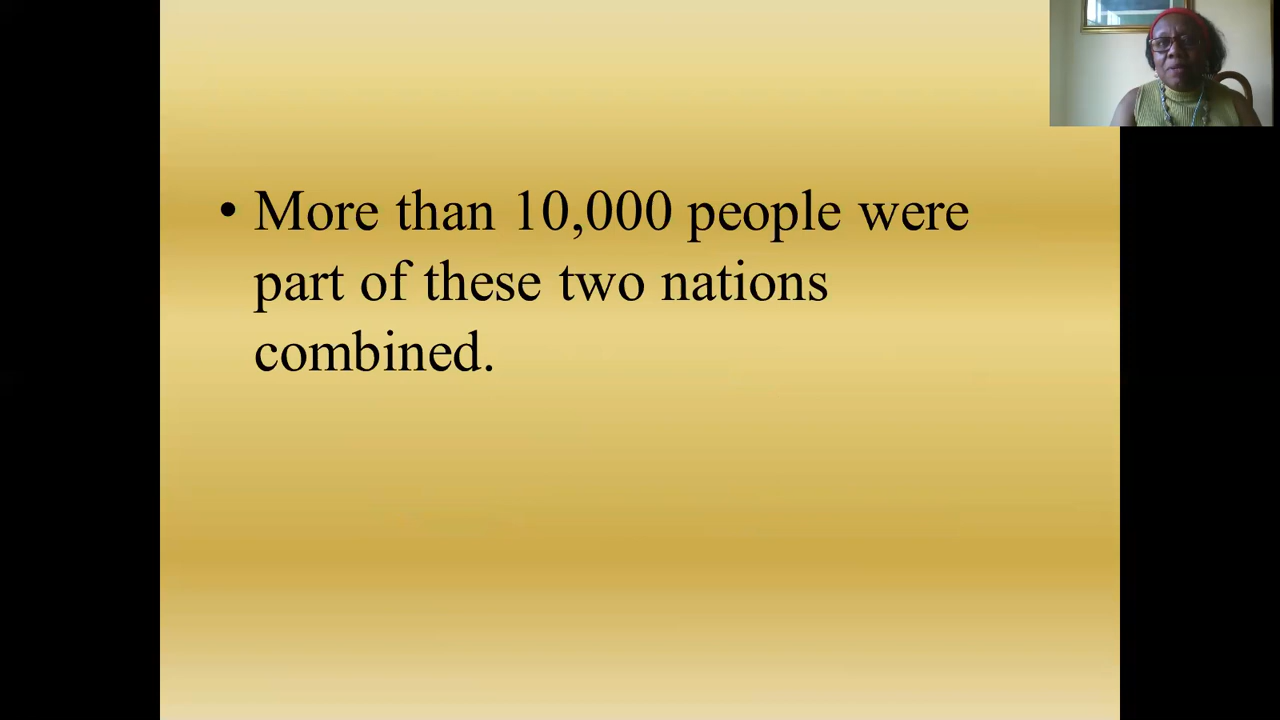 • More than 10,000 people were
part of these two nations
combined.